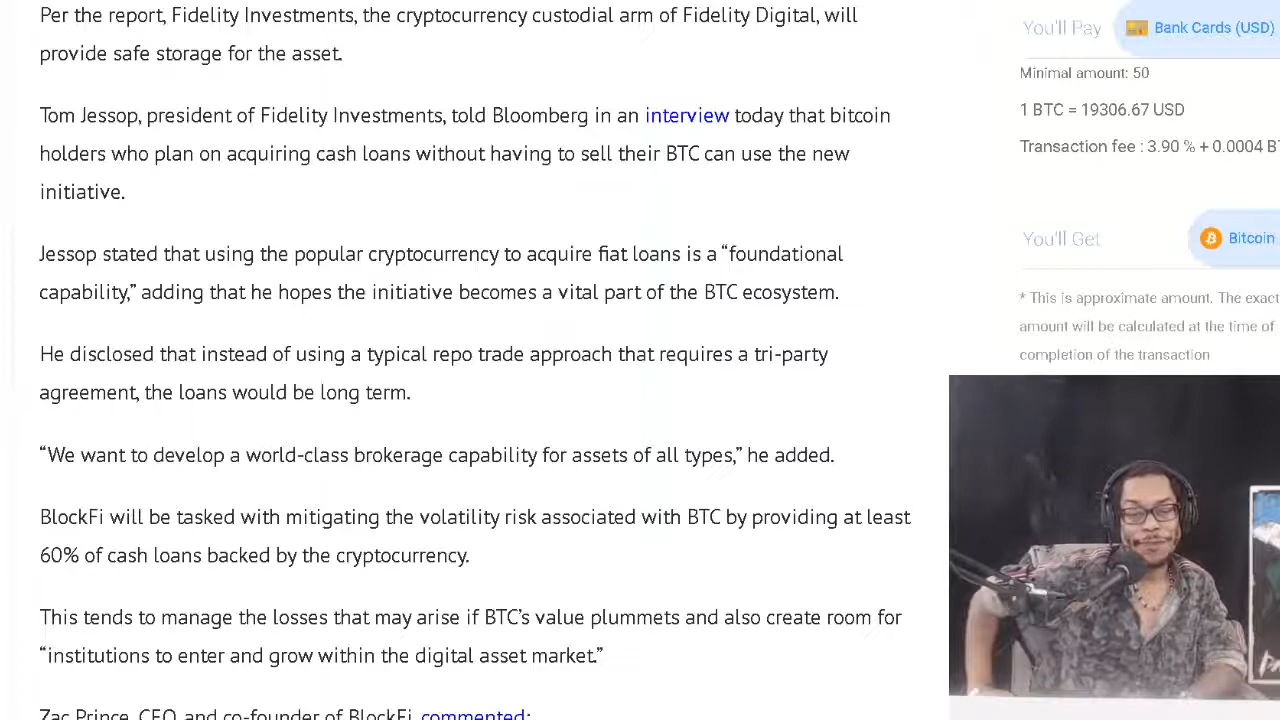 Per the report, Fidelity Investments, the cryptocurrency custodial arm of Fidelity Digital, will
provide safe storage for the asset.
Tom Jessop, president of Fidelity Investments, told Bloomberg in an interview today that bitcoin
holders who plan on acquiring cash loans without having to sell their BTC can use the new
initiative.
Jessop stated that using the popular cryptocurrency to acquire fiat loans is a “foundational
capability,” adding that he hopes the initiative becomes a vital part of the BTC ecosystem.
He disclosed that instead of using a typical repo trade approach that requires a tri-party
agreement, the loans would be long term.
“We want to develop a world-class brokerage capability for assets of all types,” he added.
BlockFi will be tasked with mitigating the volatility risk associated with BTC by providing at least
60% of cash loans backed by the cryptocurrency.
This tends to manage the losses that may arise if BTC’s value plummets and also create room for
“institutions to enter and grow within the digital asset market.”
Zac Prince, CEO, and co-founder of BlockFi, commented:
You'll Pay
Bank Cards (USD)
Minimal amount: 50
1 BTC = 19306.67 USD
Transaction fee : 3.90 % + 0.0004 BT
You'll Get
Bitcoin
* This is approximate amount. The exact
amount will be calculated at the time of
completion of the transaction